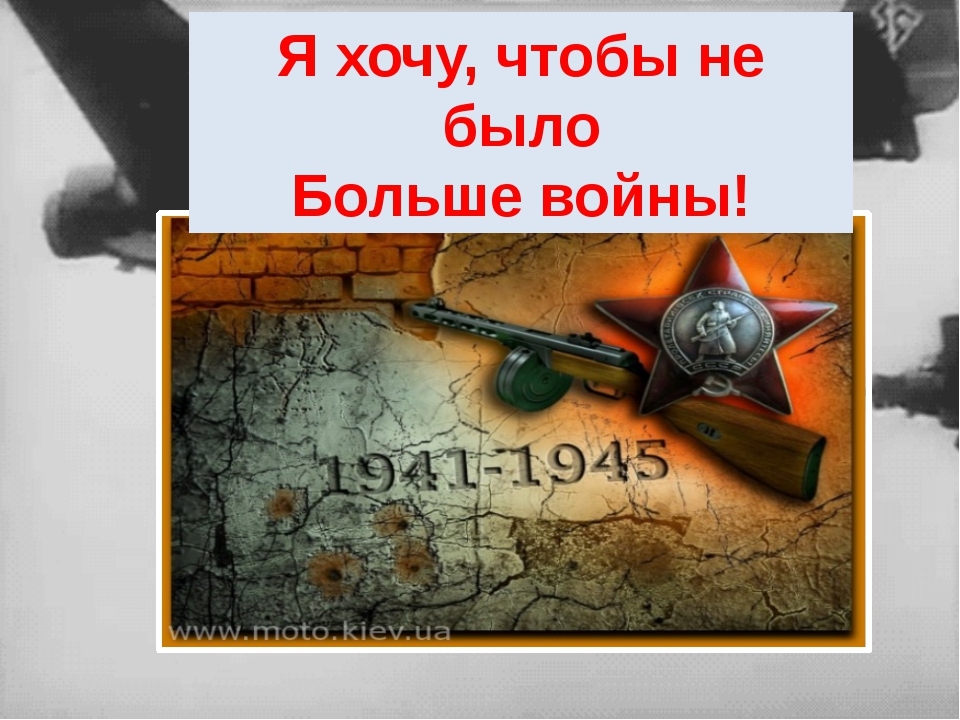 Я хочу, чтобы не
было
Больше войны!
1941-1945
www.moto.kiev.ua